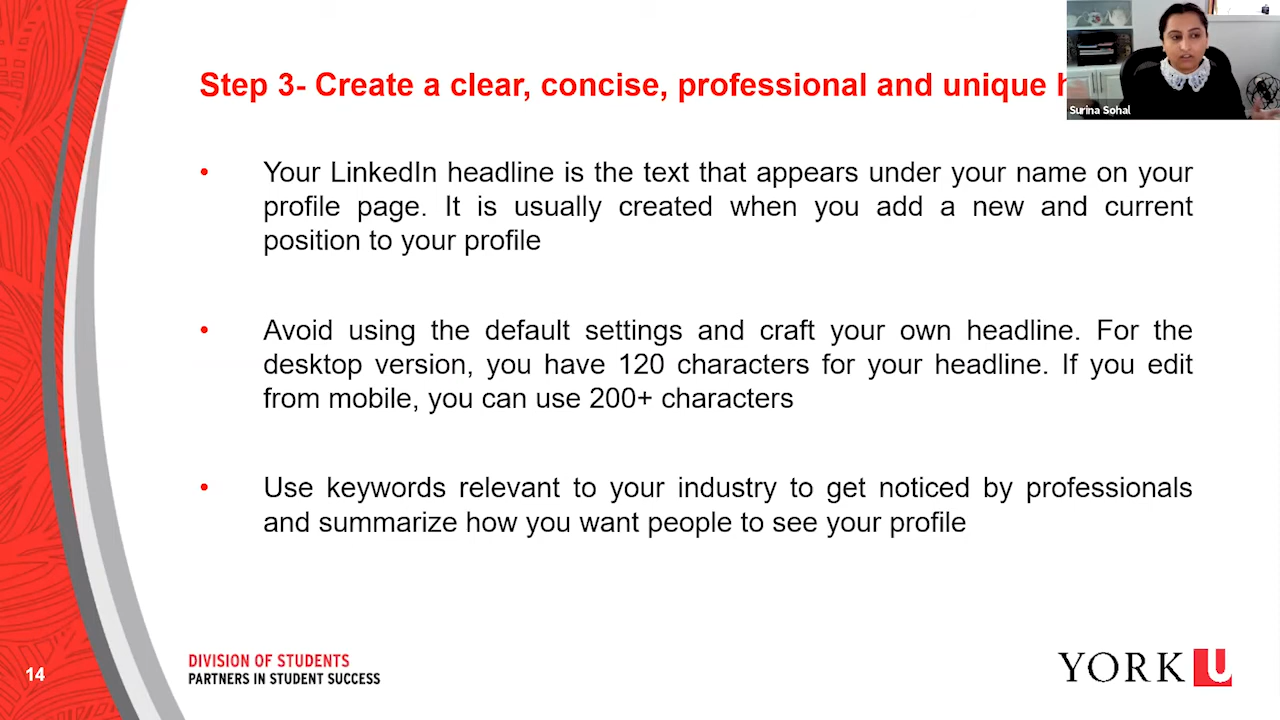 Step 3- Create a clear, concise, professional and unique
Surina Sohal
• Your LinkedIn headline is the text that appears under your name on your
profile page. It is usually created when you add a new and current
position to your profile
• Avoid using the default settings and craft your own headline. For the
desktop version, you have 120 characters for your headline. If you edit
from mobile, you can use 200+ characters
• Use keywords relevant to your industry to get noticed by professionals
and summarize how you want people to see your profile
14
DIVISION OF STUDENTS
PARTNERS IN STUDENT SUCCESS
YORK U